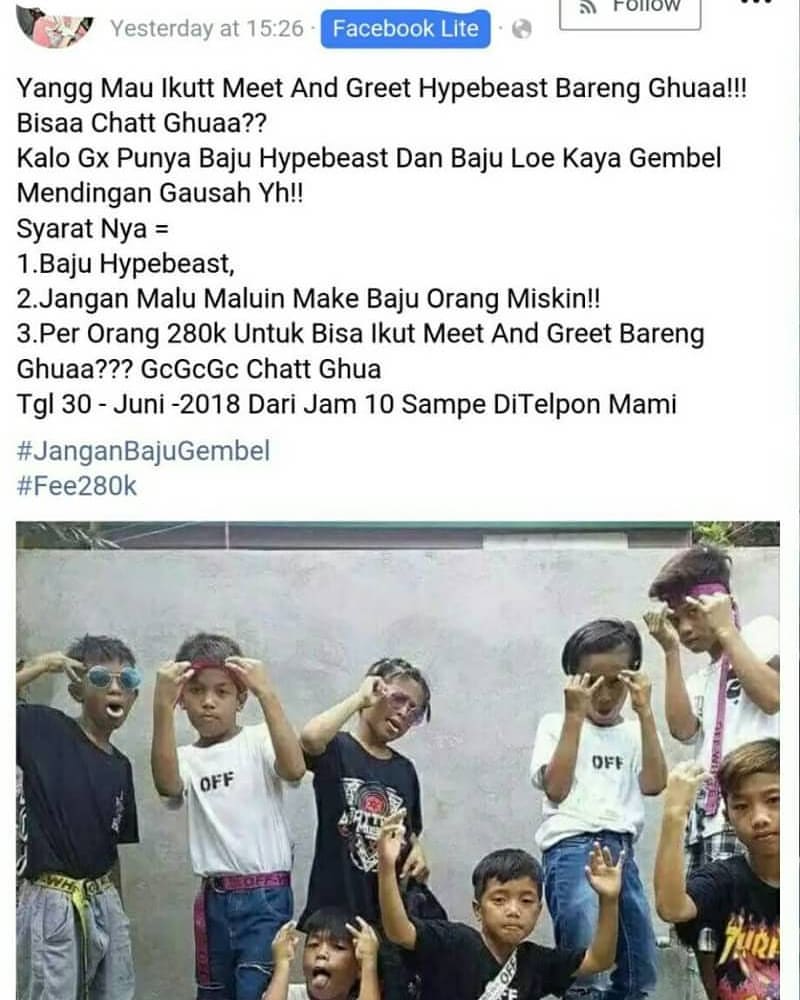 Follow
Yesterday at 15:26 · Facebook Lite ·
Yangg Mau Ikutt Meet And Greet Hypebeast Bareng Ghuaa!!!
Bisaa Chatt Ghuaa??
Kalo Gx Punya Baju Hypebeast Dan Baju Loe Kaya Gembel
Mendingan Gausah Yh!!
Syarat Nya =
1.Baju Hypebeast,
2.Jangan Malu Maluin Make Baju Orang Miskin!!
3.Per Orang 280k Untuk Bisa Ikut Meet And Greet Bareng
Ghuaa??? GcGcGc Chatt Ghua
Tgl 30 - Juni -2018 Dari Jam 10 Sampe DiTelpon Mami
#JanganBajuGembel
#Fee280k
OFF
OFF